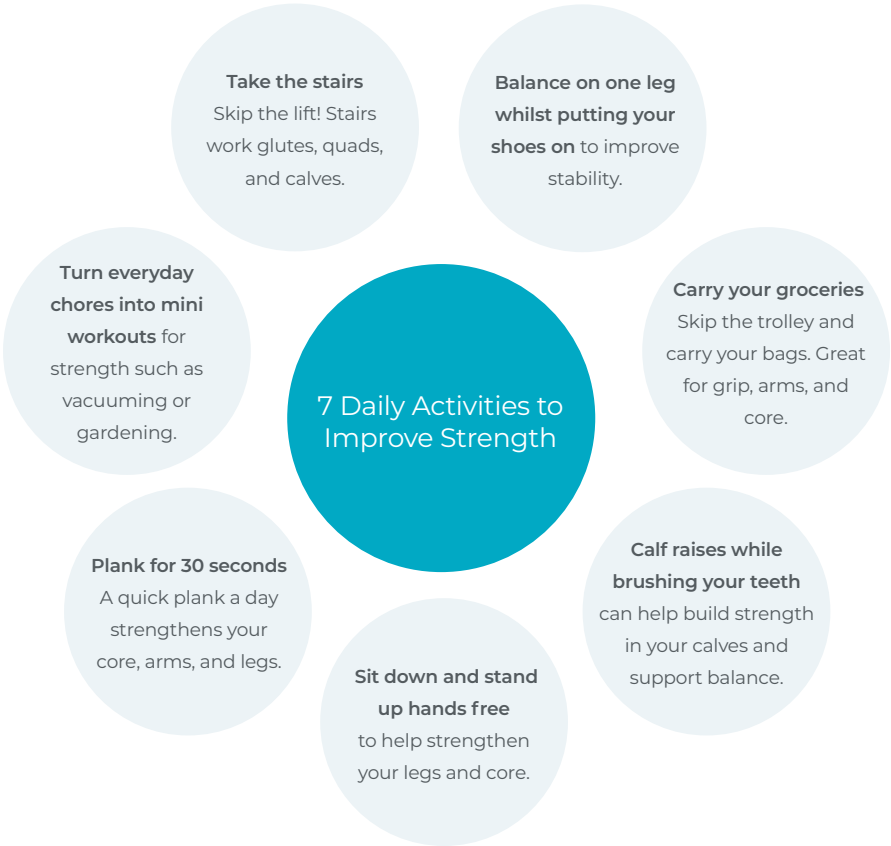 7 Daily Activities to
Improve Strength
Take the stairs
Skip the lift! Stairs
work glutes, quads,
and calves.
Balance on one leg
whilst putting your
shoes on to improve
stability.
Carry your groceries
Skip the trolley and
carry your bags. Great
for grip, arms, and
core.
Calf raises while
brushing your teeth
can help build strength
in your calves and
support balance.
Sit down and stand
up hands free
to help strengthen
your legs and core.
Plank for 30 seconds
A quick plank a day
strengthens your
core, arms, and legs.
Turn everyday
chores into mini
workouts for
strength such as
vacuuming or
gardening.